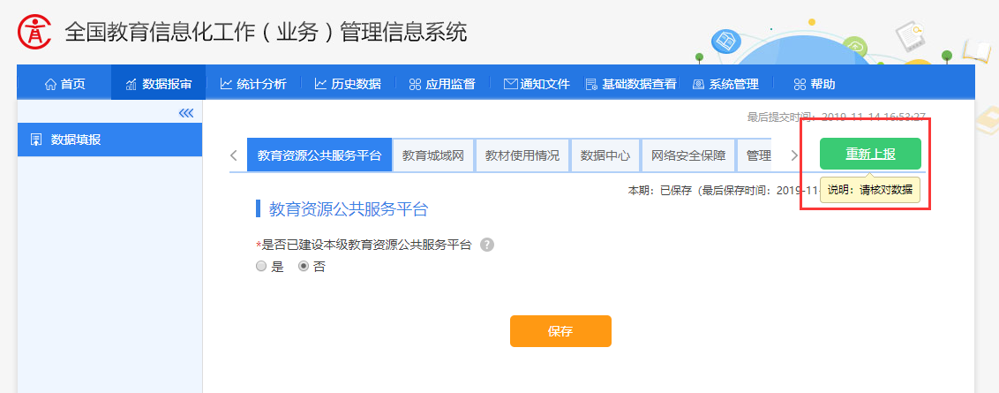 全国教育信息化工作（业务）管理信息系统
首页 数据报审 统计分析 历史数据 应用监督 通知文件 基础数据查看 系统管理 帮助
最后提交时间：2019-11-14 16:53:27
数据填报
教育资源公共服务平台 教育城域网 教材使用情况 数据中心 网络安全保障 管理 重新上报
本期：已保存（最后保存时间：2019-11- 说明：请核对数据
教育资源公共服务平台
*是否已建设本级教育资源公共服务平台 ?
是 否
保存